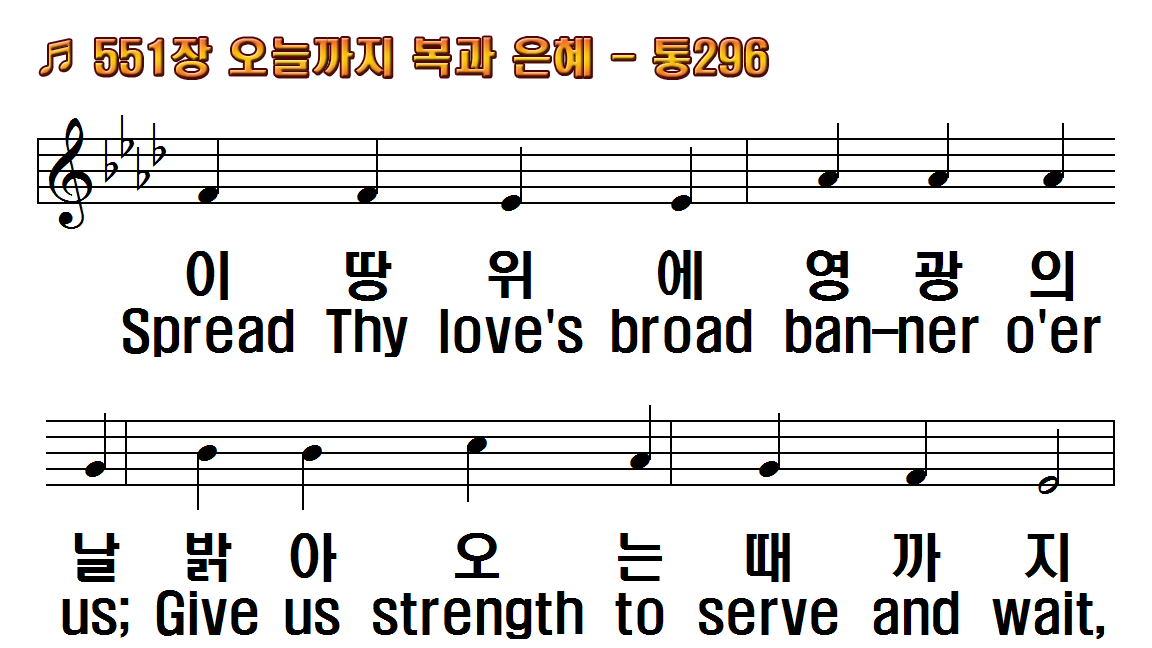 ♬ 551장 오늘까지 복과 은혜 - 통296
이 땅 위 에 영 광 의
Spread Thy love's broad ban-ner o'er
날 밝 아 오 는 때 까 지
us; Give us strength to serve and wait,